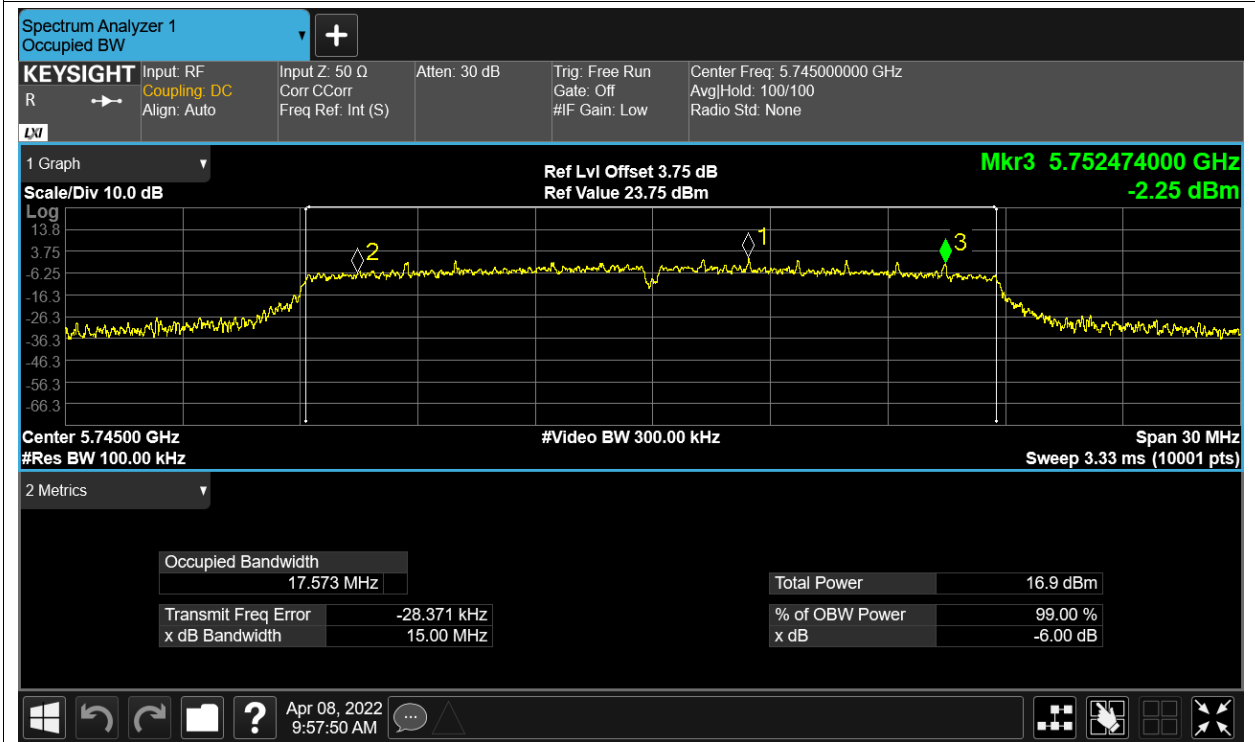 Spectrum Analyzer 1
Occupied BW
KEYSIGHT
R
LXI
Input: RF
Coupling: DC
Align: Auto
Input Z: 50 Ω
Corr CCorr
Freq Ref: Int (S)
Atten: 30 dB
Trig: Free Run
Gate: Off
#IF Gain: Low
Center Freq: 5.745000000 GHz
Avg|Hold: 100/100
Radio Std: None
1 Graph
Scale/Div 10.0 dB
Ref Lvl Offset 3.75 dB
Ref Value 23.75 dBm
Mkr3 5.752474000 GHz
-2.25 dBm
Log
13.8
3.75
-6.25
-16.3
-26.3
-36.3
-46.3
-56.3
-66.3
2
1
3
Center 5.74500 GHz
#Video BW 300.00 kHz
Span 30 MHz
#Res BW 100.00 kHz
Sweep 3.33 ms (10001 pts)
2 Metrics
Occupied Bandwidth
17.573 MHz
Total Power 16.9 dBm
Transmit Freq Error -28.371 kHz
% of OBW Power 99.00 %
x dB Bandwidth 15.00 MHz
x dB -6.00 dB
?
Apr 08, 2022
9:57:50 AM